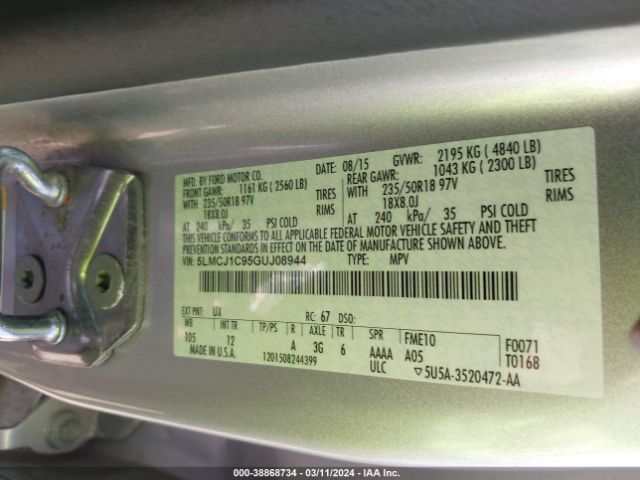 MFD. BY FORD MOTOR CO. DATE: 08/15 GVWR: 2195 KG ( 4840 LB)
FRONT GAWR: 1161 KG ( 2560 LB) REAR GAWR: 1043 KG ( 2300 LB)
WITH 235/50R18 97V TIRES WITH 235/50R18 97V TIRES
18X8.0J RIMS 18X8.0J RIMS
AT 240 kPa/ 35 PSI COLD AT 240 kPa/ 35 PSI COLD
THIS VEHICLE CONFORMS TO ALL APPLICABLE FEDERAL MOTOR VEHICLE SAFETY AND THEFT
PREVENTION STANDARDS IN EFFECT ON THE DATE OF MANUFACTURE SHOWN ABOVE.
VIN: 5LMCJ1C95GUJ08944 TYPE: MPV
EXT PNT: UX RC: 67 DSO:
WB INT TR TP/PS R AXLE TR SPR FME10 F0071
105 12 A 3G 6 AAAA A05 T0168
MADE IN U.S.A. 1201508244399 ULC ▽5U5A-3520472-AA
000-38868734 - 03/11/2024 - IAA Inc.